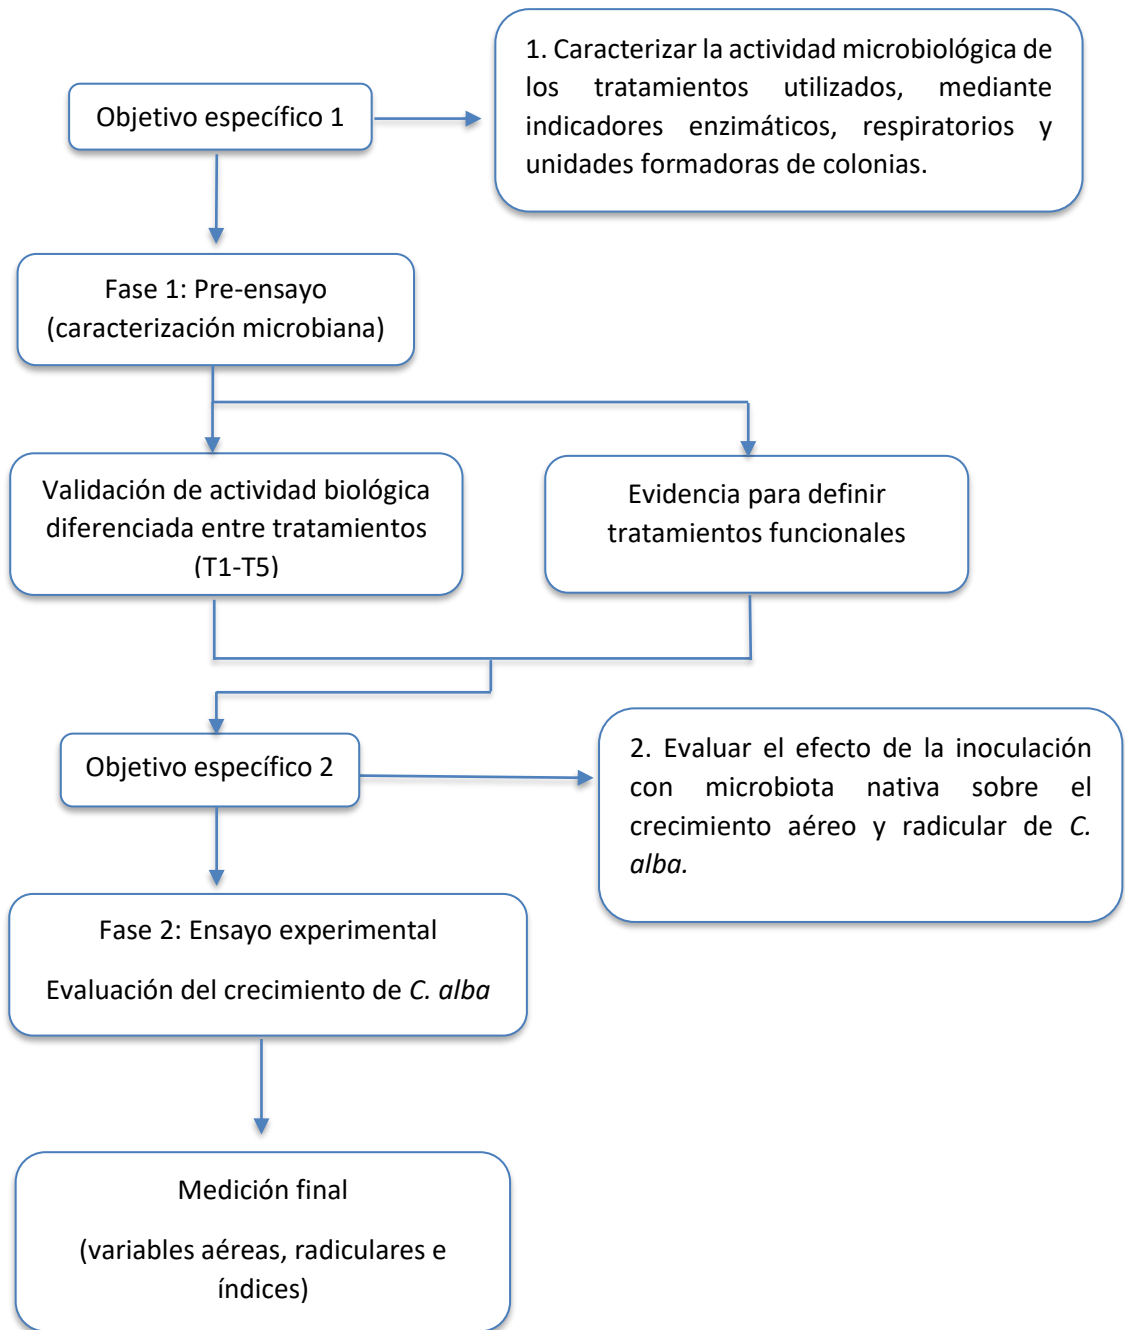 Objetivo específico 1
1. Caracterizar la actividad microbiológica de
los tratamientos utilizados, mediante
indicadores enzimáticos, respiratorios y
unidades formadoras de colonias.
Fase 1: Pre-ensayo
(caracterización microbiana)
Validación de actividad biológica
diferenciada entre tratamientos
(T1-T5)
Evidencia para definir
tratamientos funcionales
Objetivo específico 2
2. Evaluar el efecto de la inoculación
con microbiota nativa sobre el
crecimiento aéreo y radicular de C.
alba.
Fase 2: Ensayo experimental
Evaluación del crecimiento de C. alba
Medición final
(variables aéreas, radiculares e
índices)